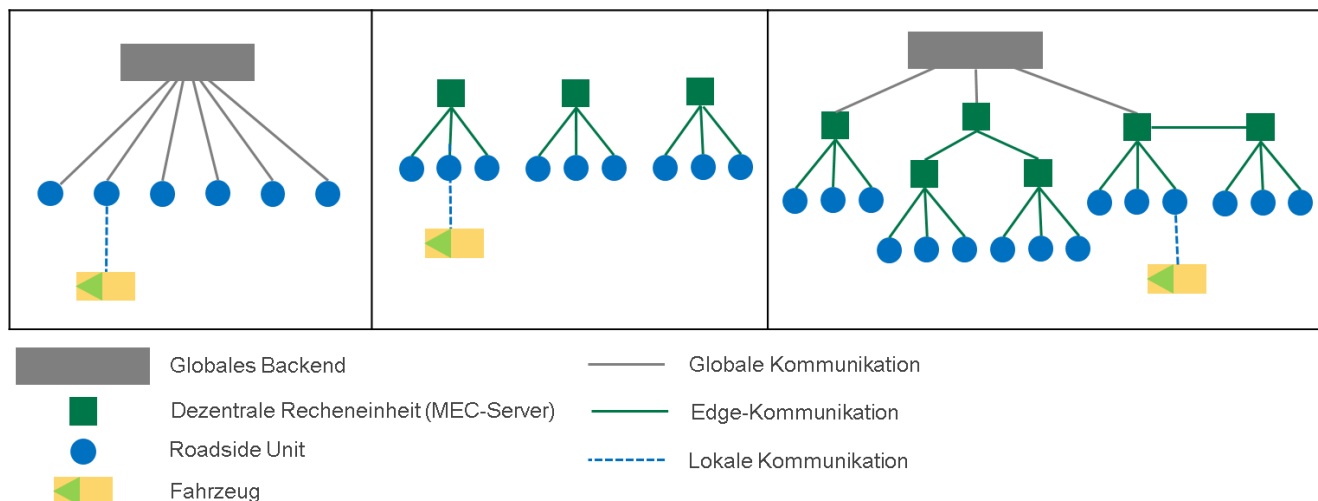 Globales Backend
Globale Kommunikation
Dezentrale Recheneinheit (MEC-Server)
Edge-Kommunikation
Roadside Unit
Lokale Kommunikation
Fahrzeug